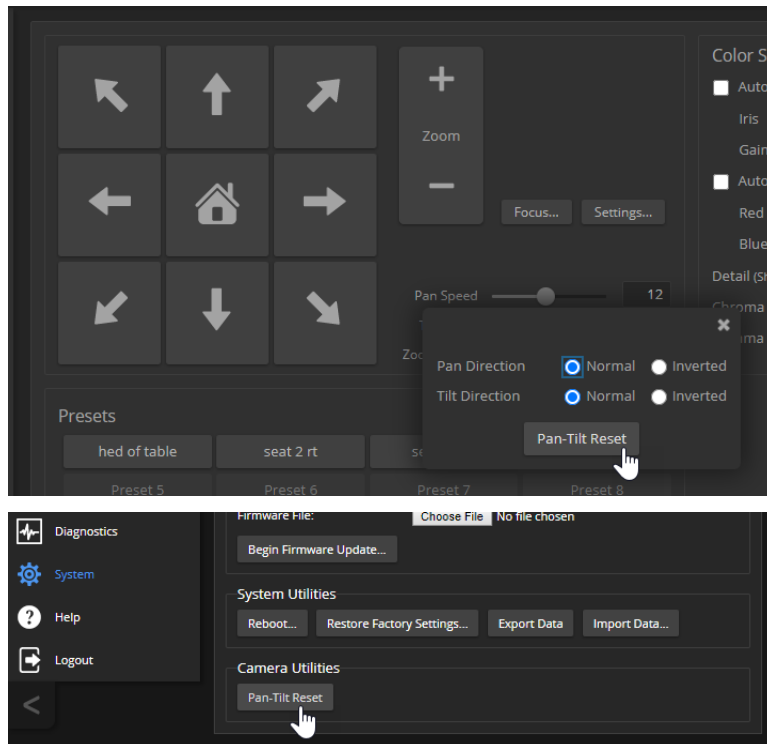 Color S
Auto
Zoom
Iris
Gain
Auto
Focus... Settings...
Red
Blue
Pan Speed 12
Detail (S
Chroma
Zoo
Pan Direction Normal Inverted
Tilt Direction Normal Inverted
Pan-Tilt Reset
Presets
hed of table seat 2 rt se
Preset 5 Preset 6 Preset 7 Preset 8
Diagnostics
System
Help
Logout
Firmware File: Choose File No file chosen
Begin Firmware Update...
System Utilities
Reboot... Restore Factory Settings... Export Data Import Data...
Camera Utilities
Pan-Tilt Reset